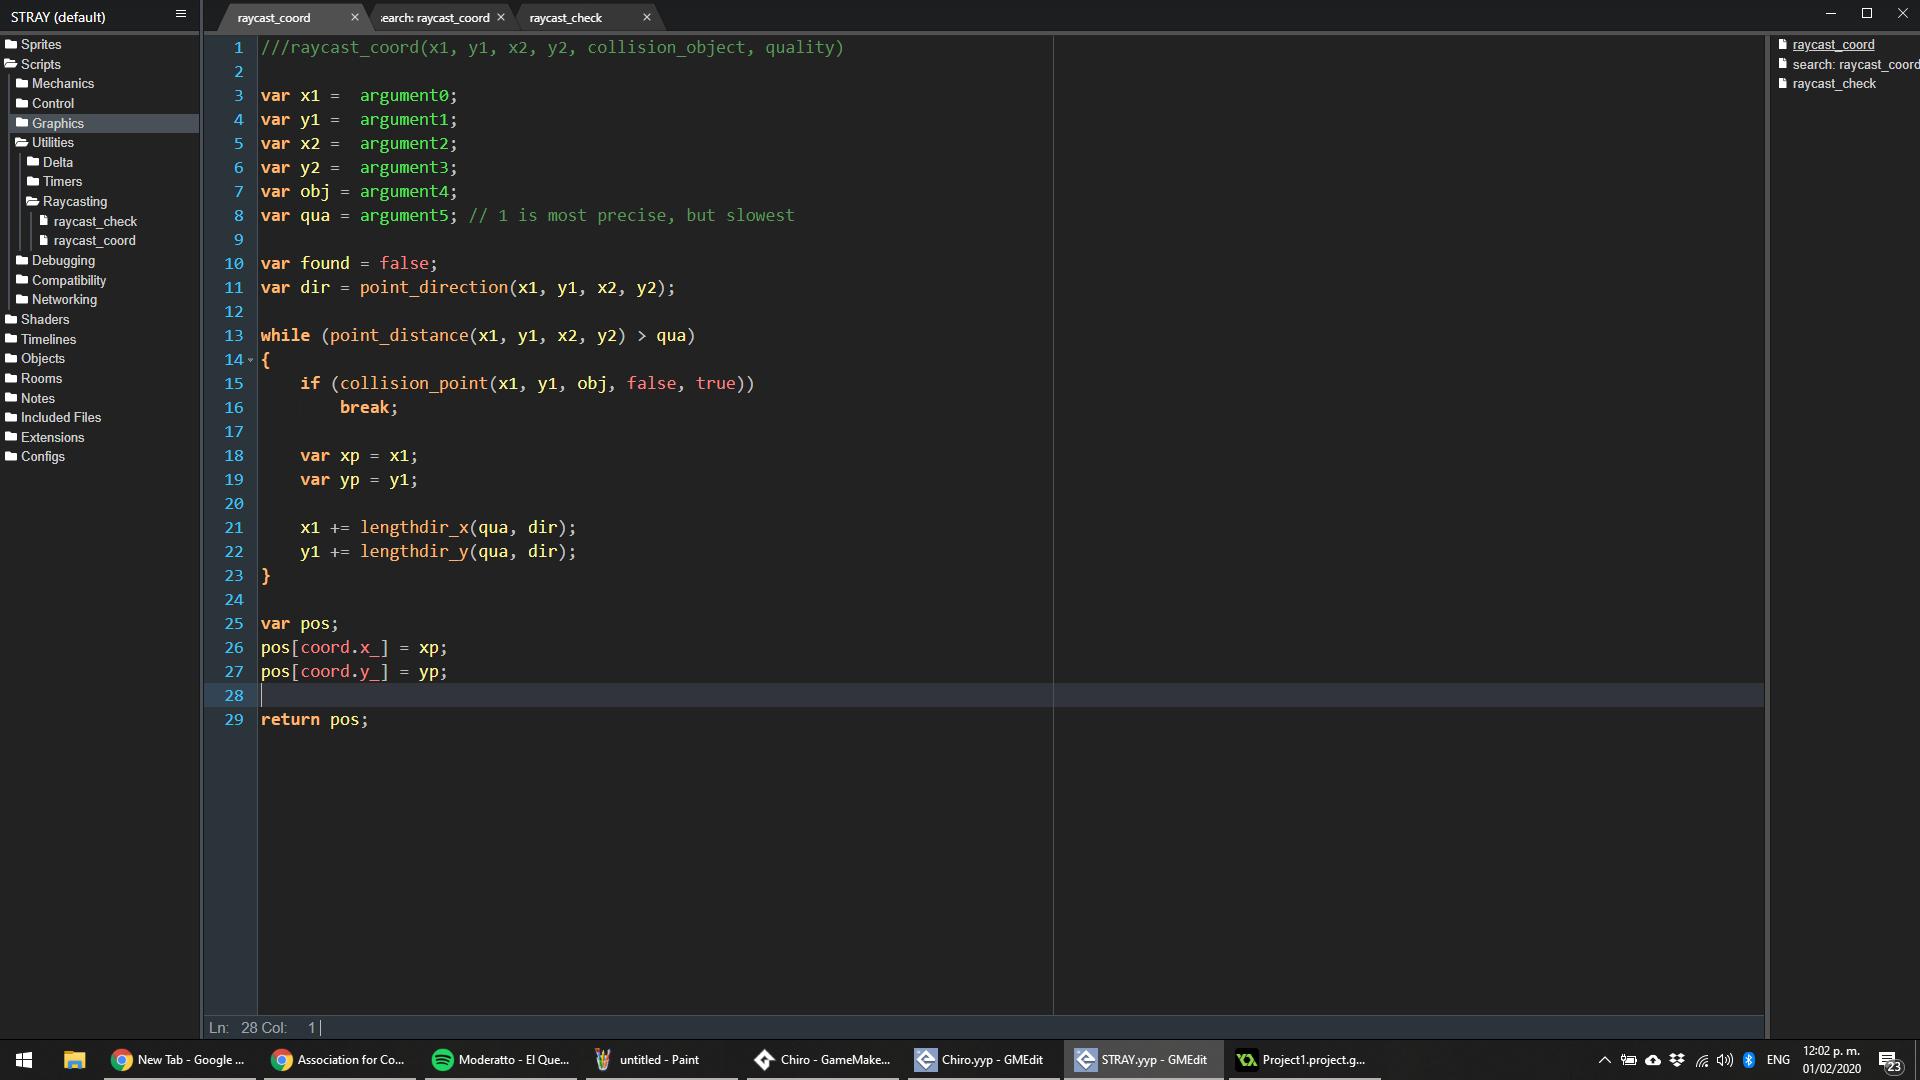 STRAY (default)
raycast_coord
search: raycast_coord
raycast_check
Sprites
Scripts
Mechanics
Control
Graphics
Utilities
Delta
Timers
Raycasting
raycast_check
raycast_coord
Debugging
Compatibility
Networking
Shaders
Timelines
Objects
Rooms
Notes
Included Files
Extensions
Configs
1 ///raycast_coord(x1, y1, x2, y2, collision_object, quality)
2
3 var x1 =  argument0;
4 var y1 =  argument1;
5 var x2 =  argument2;
6 var y2 =  argument3;
7 var obj = argument4;
8 var qua = argument5; // 1 is most precise, but slowest
9
10 var found = false;
11 var dir = point_direction(x1, y1, x2, y2);
12
13 while (point_distance(x1, y1, x2, y2) > qua)
14 {
15     if (collision_point(x1, y1, obj, false, true))
16         break;
17
18     var xp = x1;
19     var yp = y1;
20
21     x1 += lengthdir_x(qua, dir);
22     y1 += lengthdir_y(qua, dir);
23 }
24
25 var pos;
26 pos[coord.x_] = xp;
27 pos[coord.y_] = yp;
28
29 return pos;
raycast_coord
search: raycast_coord
raycast_check
Ln: 28 Col: 1
New Tab - Google ...
Association for Co...
Moderatto - El Que...
untitled - Paint
Chiro - GameMake...
Chiro.yyp - GMEdit
STRAY.yyp - GMEdit
Project1.project.g...
ENG
12:02 p. m.
01/02/2020
23